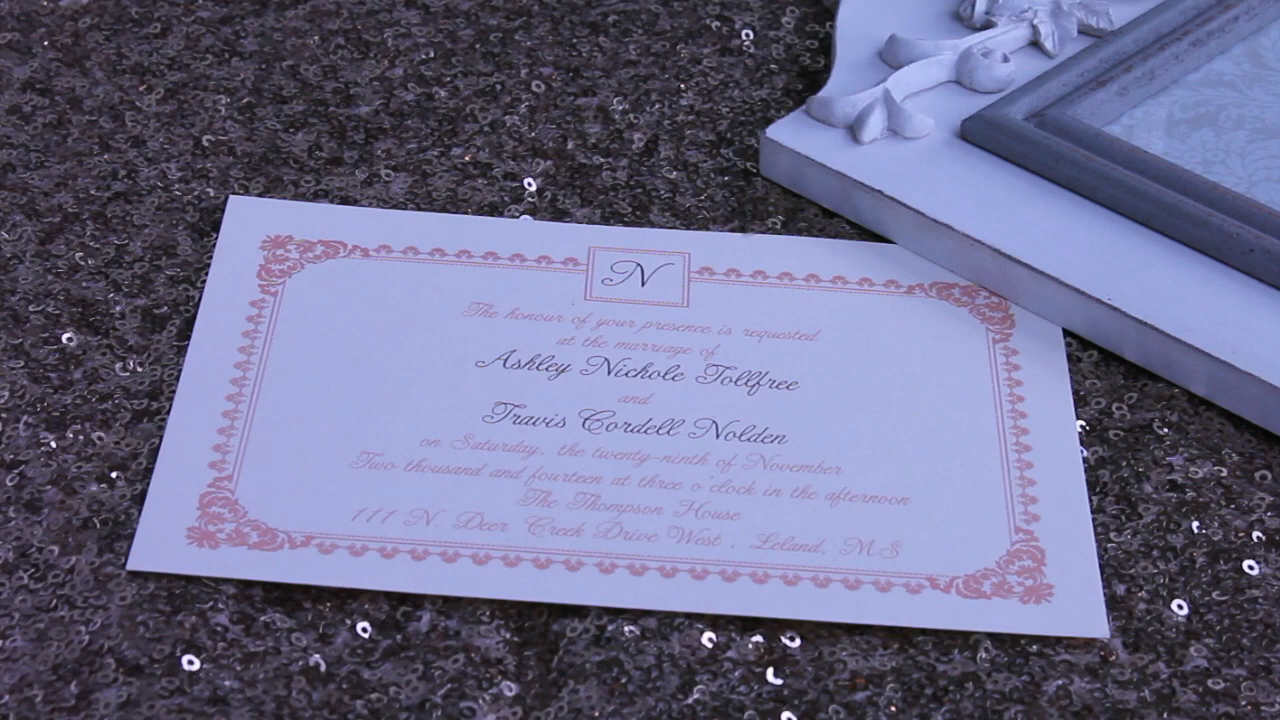 N
The honour of your presence is requested
at the marriage of
Ashley Nichole Tollfree
and
Travis Cordell Nolden
on Saturday, the twenty-ninth of November
Two thousand and fourteen at three o'clock in the afternoon
The Thompson House
111 N. Deer Creek Drive West , Leland, MS